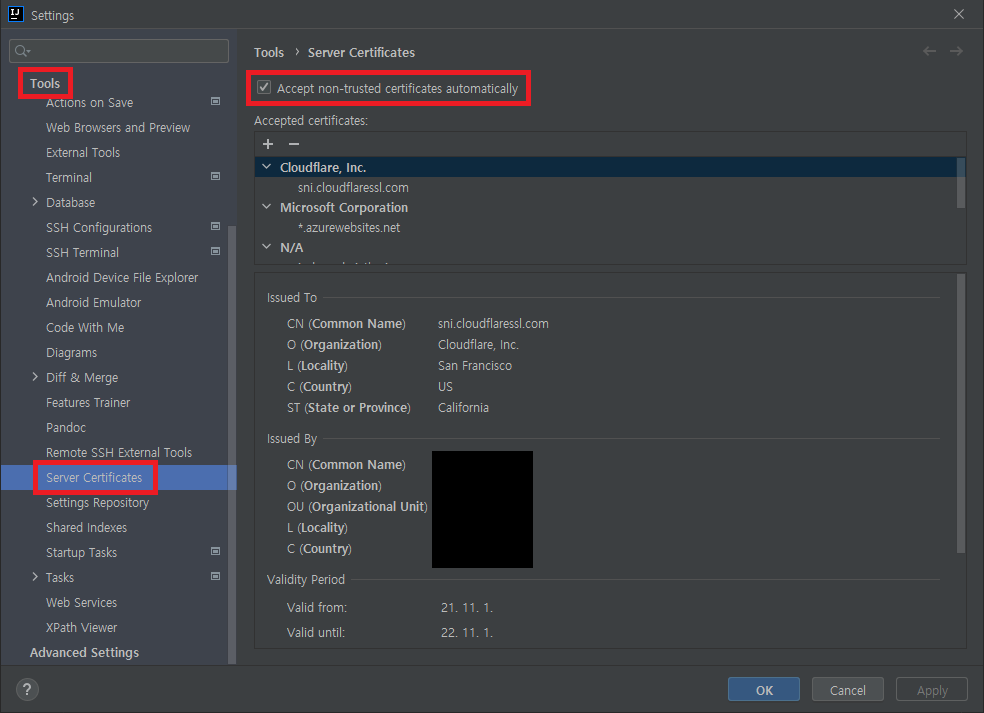 IJ Settings
Tools
Actions on Save
Web Browsers and Preview
External Tools
Terminal
Database
SSH Configurations
SSH Terminal
Android Device File Explorer
Android Emulator
Code With Me
Diagrams
Diff & Merge
Features Trainer
Pandoc
Remote SSH External Tools
Server Certificates
Settings Repository
Shared Indexes
Startup Tasks
Tasks
Web Services
XPath Viewer
Advanced Settings
Tools › Server Certificates
Accept non-trusted certificates automatically
Accepted certificates:
Cloudflare, Inc.
sni.cloudflaressl.com
Microsoft Corporation
*.azurewebsites.net
N/A
Issued To
CN (Common Name) sni.cloudflaressl.com
O (Organization) Cloudflare, Inc.
L (Locality) San Francisco
C (Country) US
ST (State or Province) California
Issued By
CN (Common Name)
O (Organization)
OU (Organizational Unit)
L (Locality)
C (Country)
Validity Period
Valid from: 21. 11. 1.
Valid until: 22. 11. 1.
? OK Cancel Apply